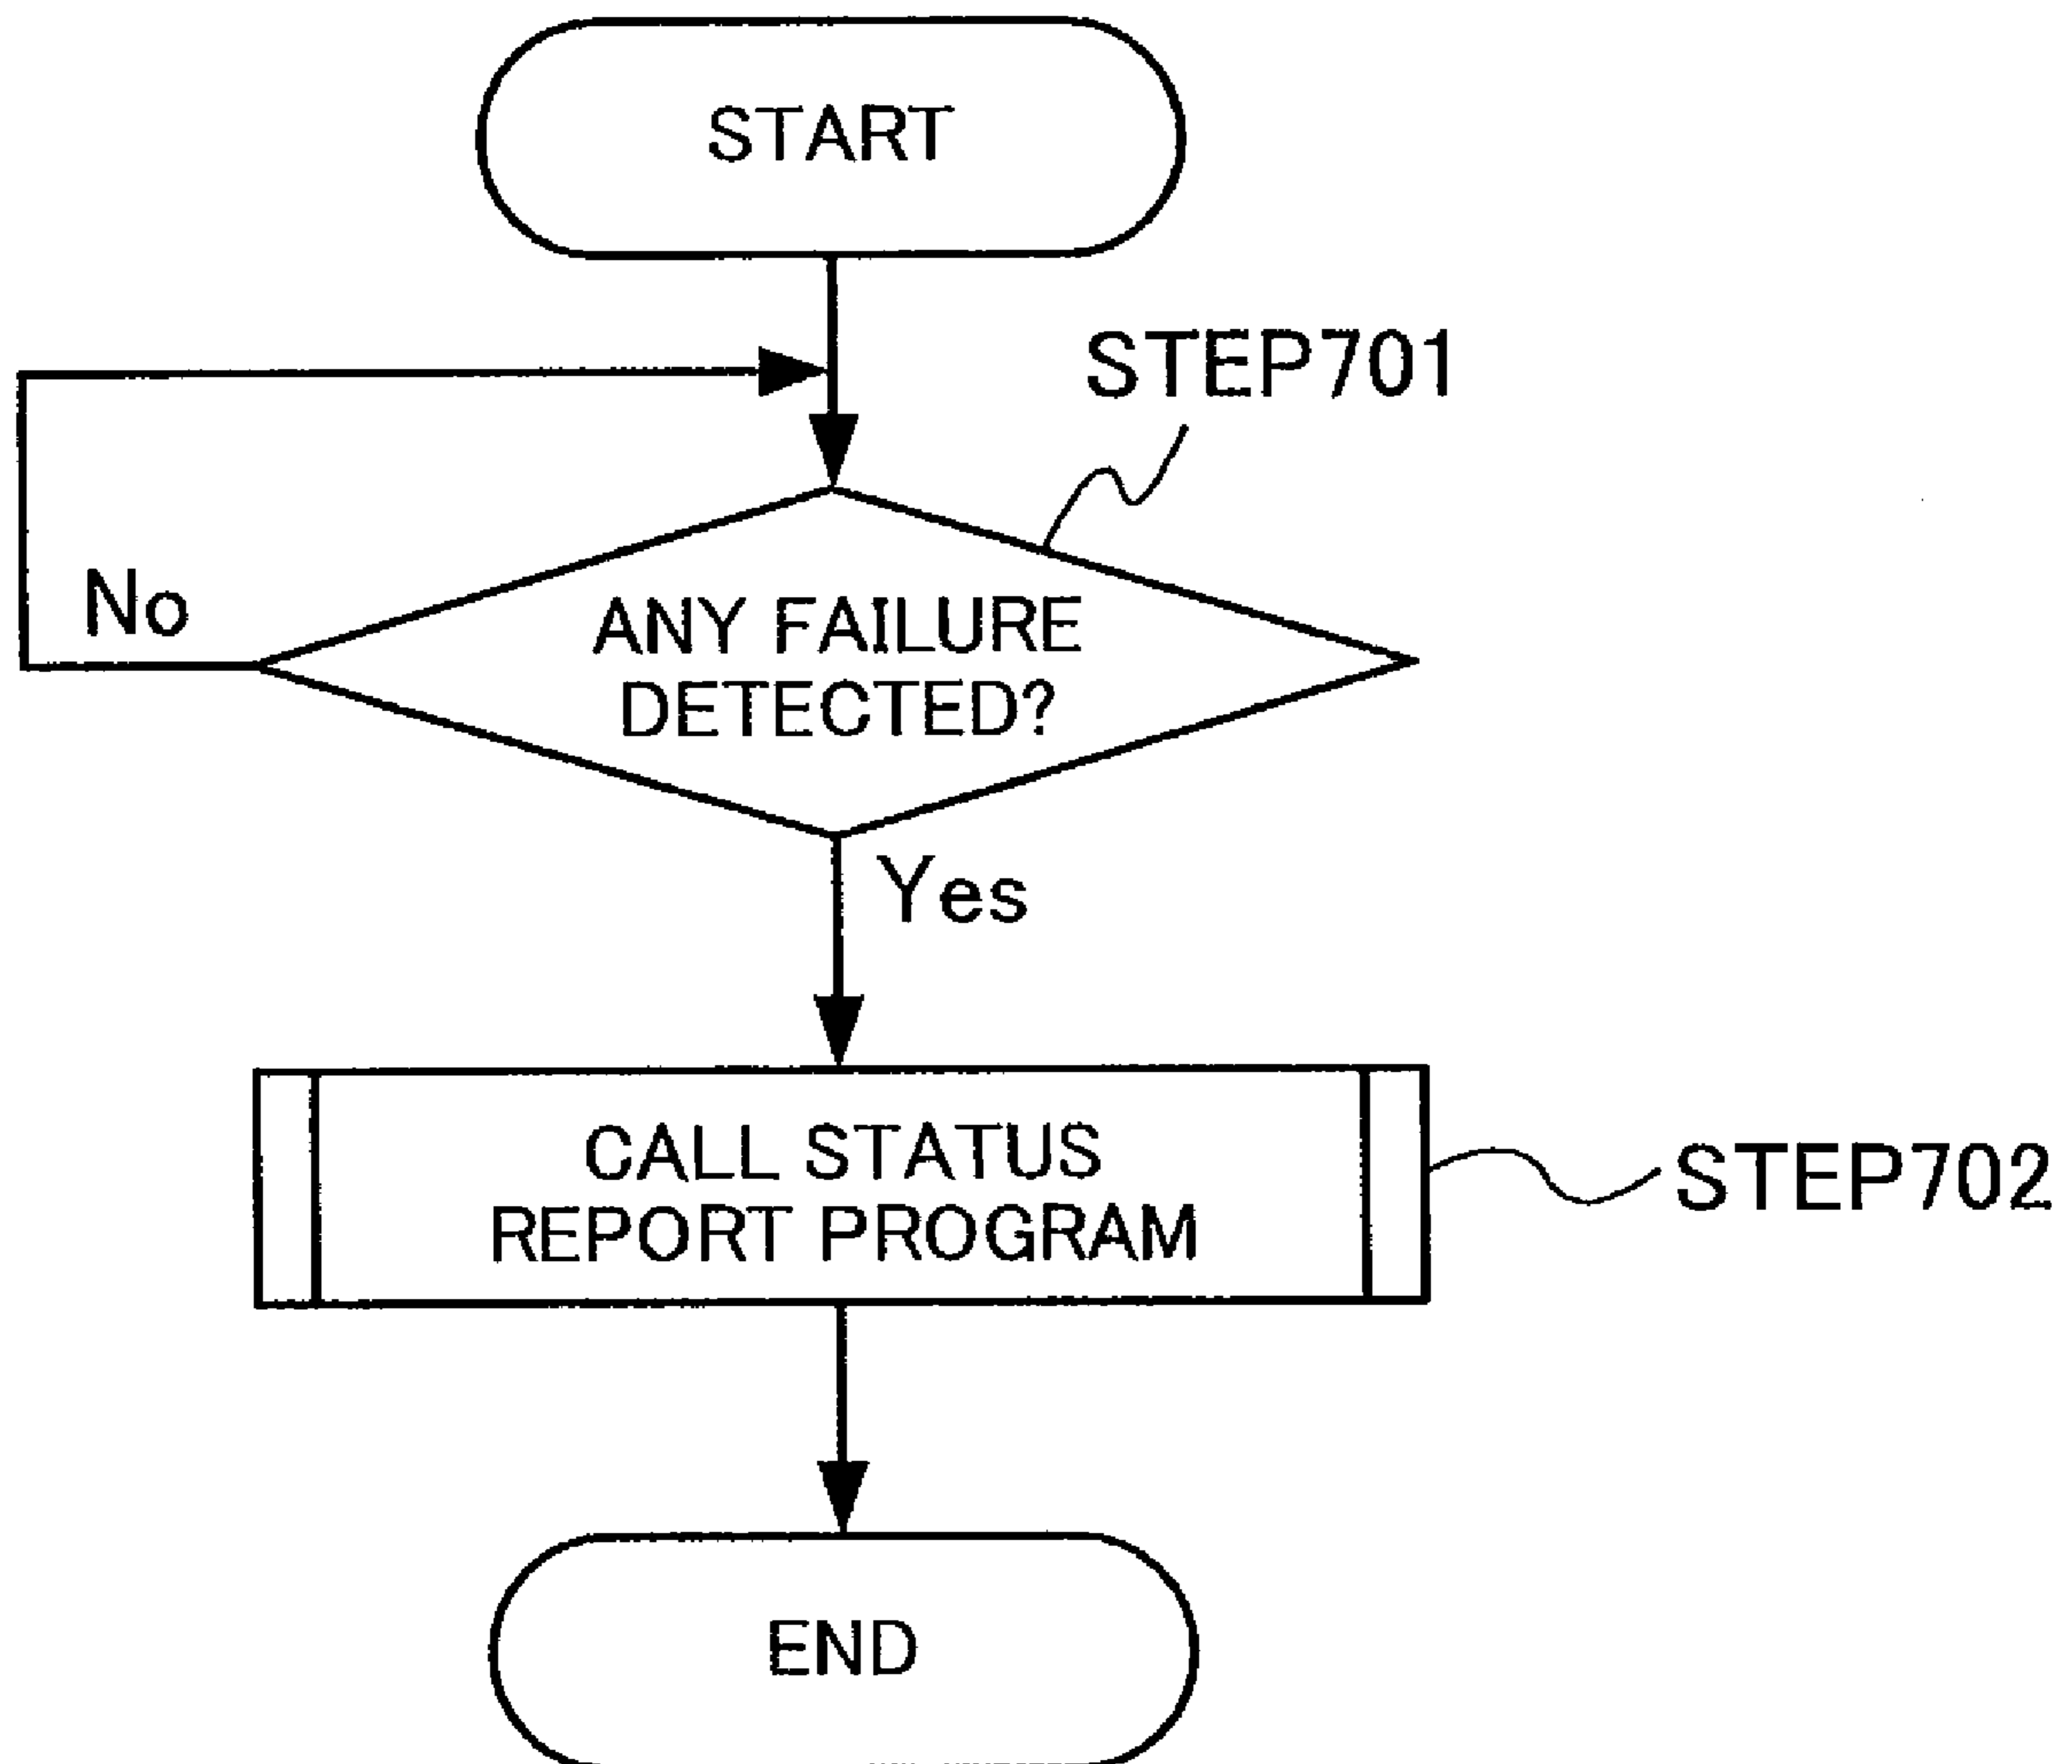 START
STEP701
No
ANY FAILURE
DETECTED?
Yes
CALL STATUS
REPORT PROGRAM
STEP702
END